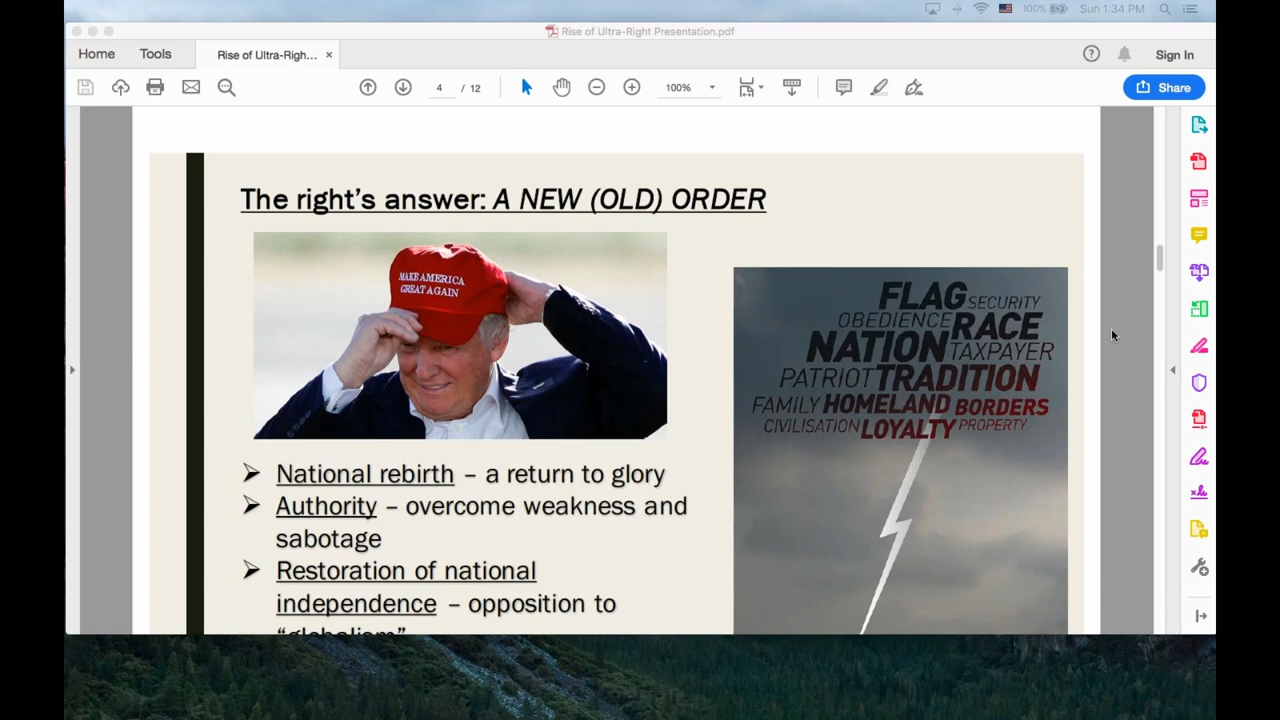 100%
Sun 1:34 PM
Rise of Ultra-Right Presentation.pdf
Home
Tools
Rise of Ultra-Righ... ×
Sign In
4 / 12
100%
Share
The right's answer: A NEW (OLD) ORDER
MAKE AMERICA
GREAT AGAIN
FLAG SECURITY
OBEDIENCE RACE
NATION TAXPAYER
PATRIOT TRADITION
FAMILY HOMELAND BORDERS
CIVILISATION LOYALTY PROPERTY
➢ National rebirth – a return to glory
➢ Authority – overcome weakness and
sabotage
➢ Restoration of national
independence – opposition to
“globalism”